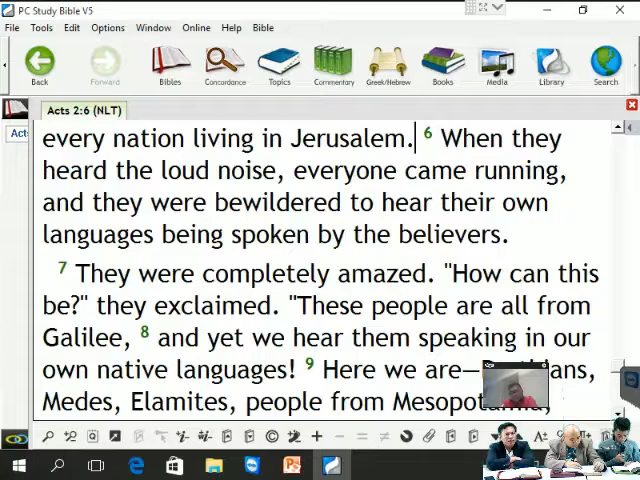 PC Study Bible V5
File Tools Edit Options Window Online Help Bible
Back Forward Bibles Concordance Topics Commentary Greek/Hebrew Books Media Library Search
Acts 2:6 (NLT)
every nation living in Jerusalem. 6 When they
heard the loud noise, everyone came running,
and they were bewildered to hear their own
languages being spoken by the believers.
7 They were completely amazed. "How can this
be?" they exclaimed. "These people are all from
Galilee, 8 and yet we hear them speaking in our
own native languages! 9 Here we are—
Medes, Elamites, people from